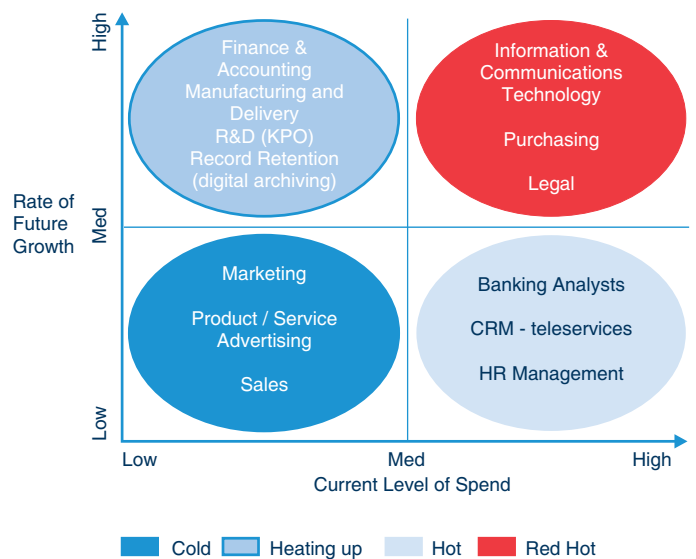 High
Med
Low
Rate of
Future
Growth
Finance &
Accounting
Manufacturing and
Delivery
R&D (KPO)
Record Retention
(digital archiving)
Information &
Communications
Technology
Purchasing
Legal
Marketing
Product / Service
Advertising
Sales
Banking Analysts
CRM - teleservices
HR Management
Low
Med
High
Current Level of Spend
Cold
Heating up
Hot
Red Hot